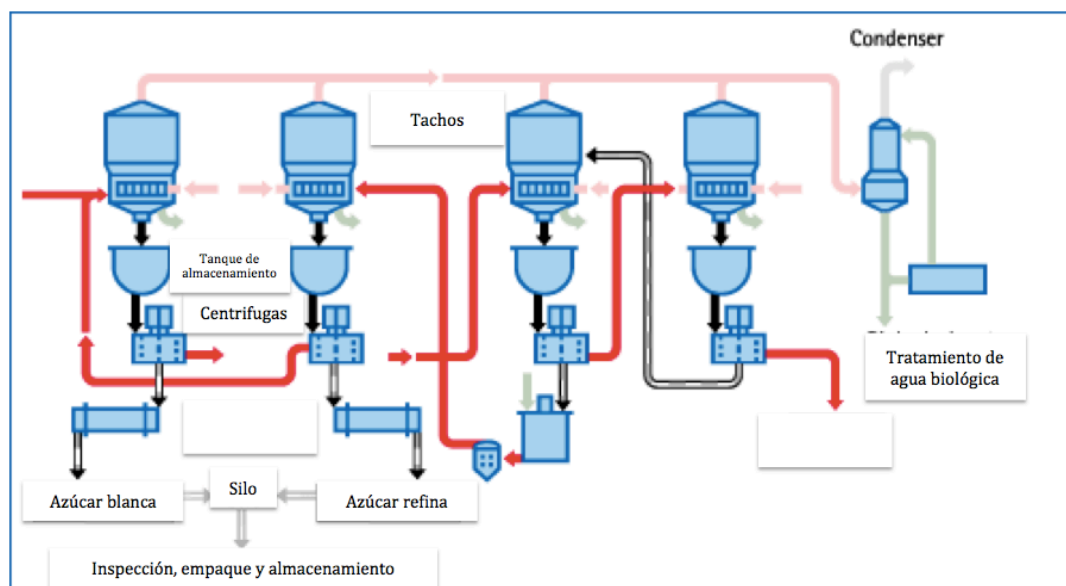 Condenser
Tachos
Tanque de
almacenamiento
Centrifugas
Tratamiento de
agua biológica
Azúcar blanca
Silo
Azúcar refina
Inspección, empaque y almacenamiento